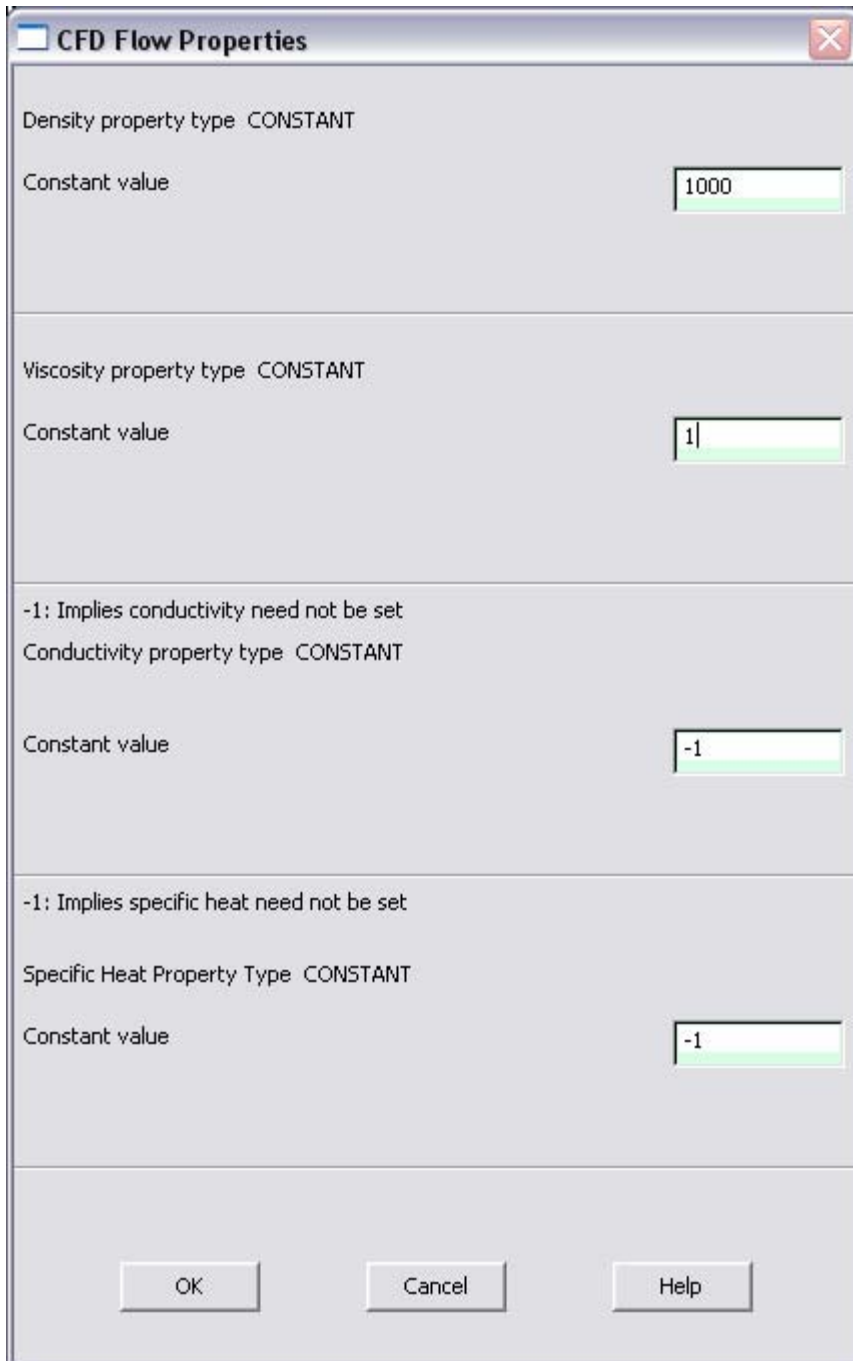 CFD Flow Properties
Density property type CONSTANT
Constant value 1000
Viscosity property type CONSTANT
Constant value 1
-1: Implies conductivity need not be set
Conductivity property type CONSTANT
Constant value -1
-1: Implies specific heat need not be set
Specific Heat Property Type CONSTANT
Constant value -1
OK Cancel Help